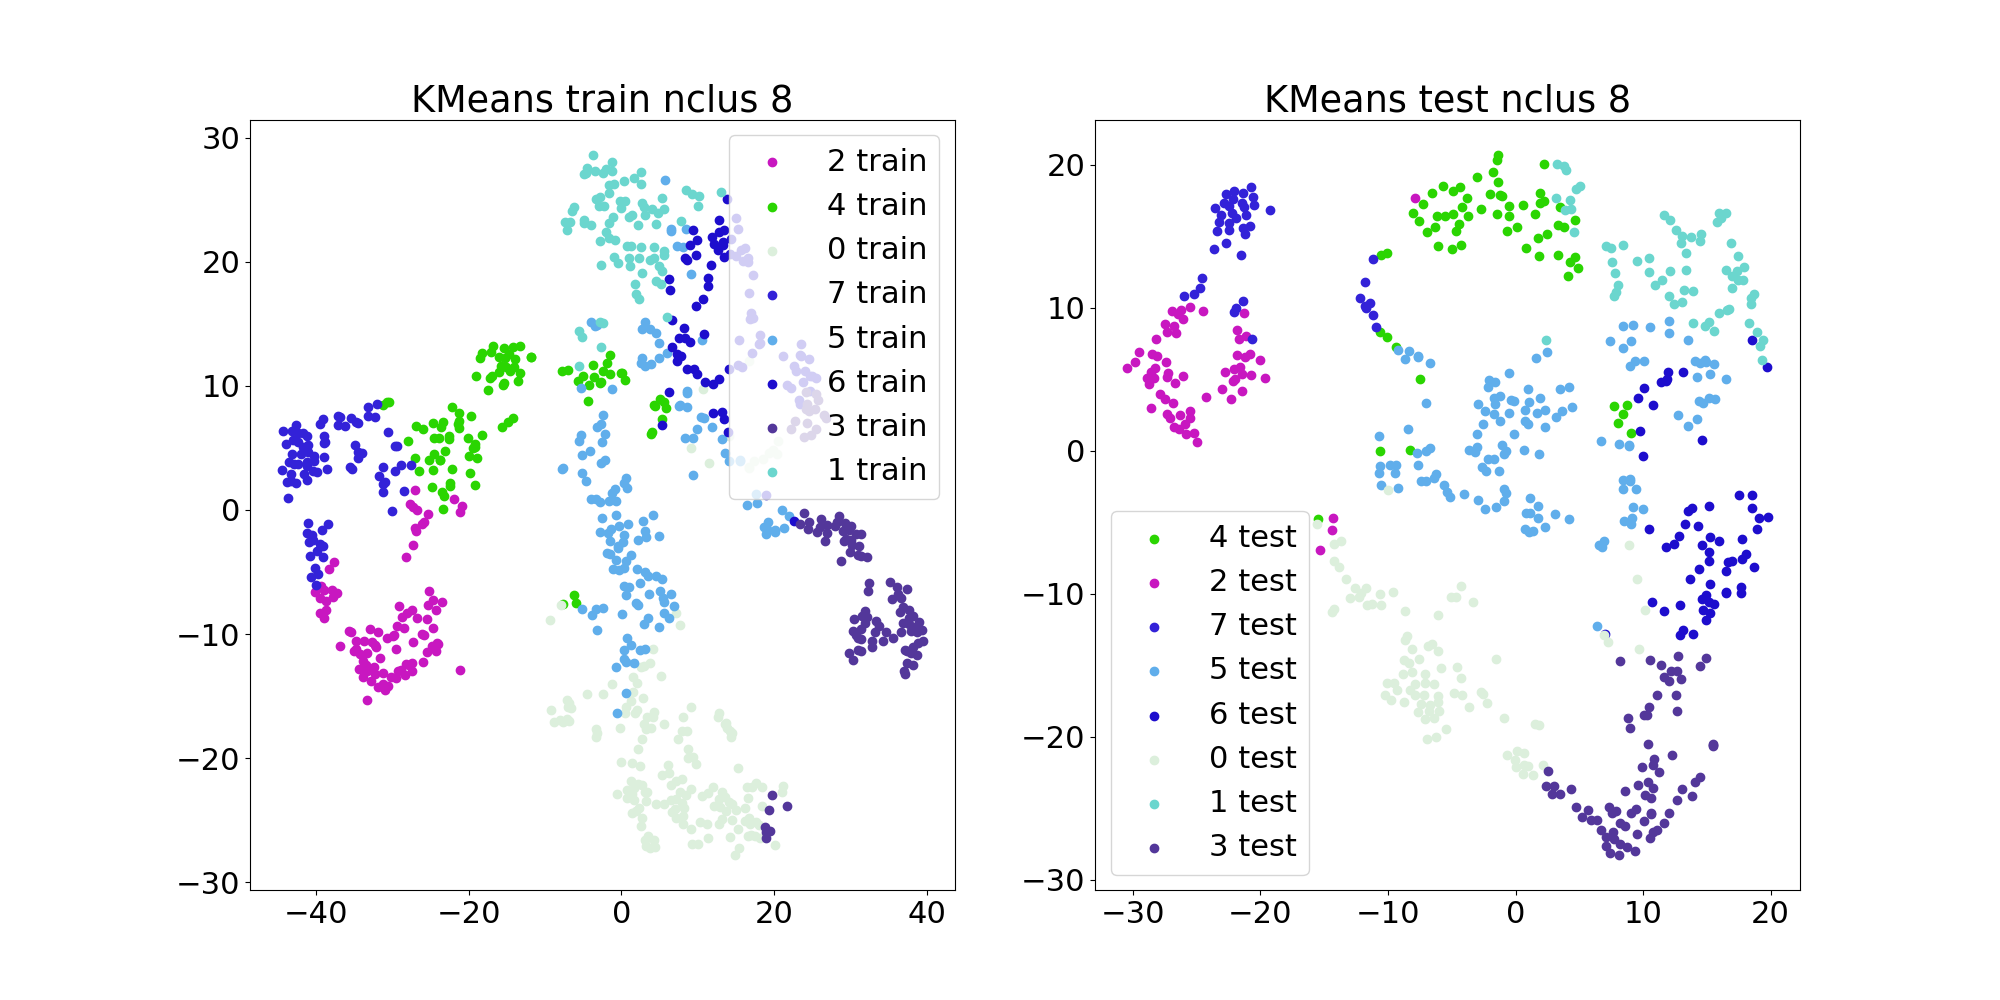 KMeans train nclus 8
30
20
10
0
−10
−20
−30
−40
−20
0
20
40
2 train
4 train
0 train
7 train
5 train
6 train
3 train
1 train
KMeans test nclus 8
20
10
0
−10
−20
−30
−30
−20
−10
0
10
20
4 test
2 test
7 test
5 test
6 test
0 test
1 test
3 test